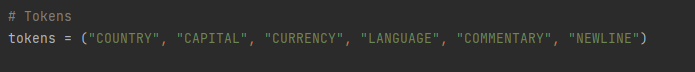 # Tokens
tokens = ("COUNTRY", "CAPITAL", "CURRENCY", "LANGUAGE", "COMMENTARY", "NEWLINE")